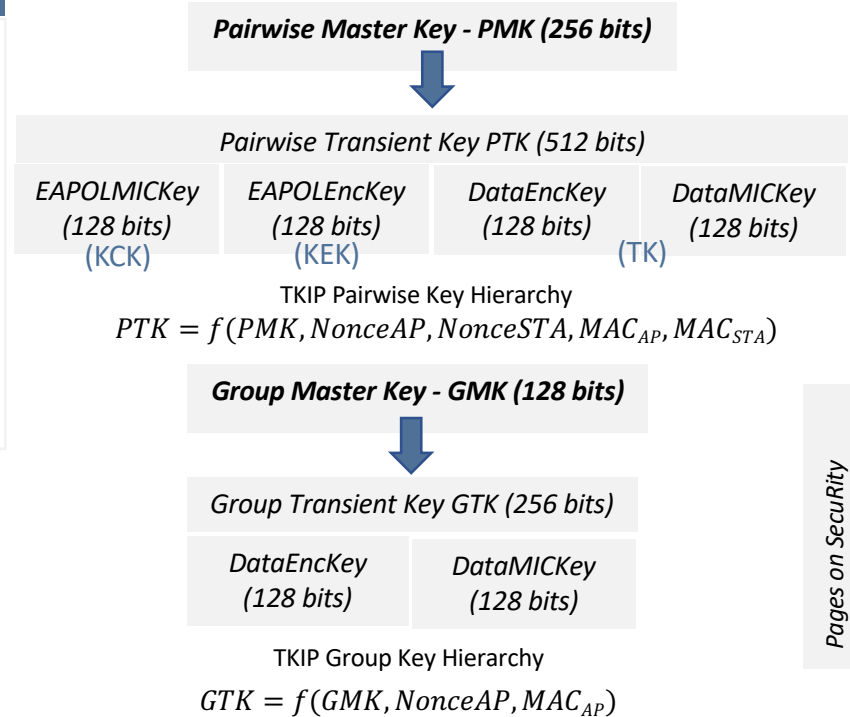 Pairwise Master Key - PMK (256 bits)
Pairwise Transient Key PTK (512 bits)
EAPOLMICKey
(128 bits)
(KCK)
EAPOLEncKey
(128 bits)
(KEK)
DataEncKey
(128 bits)
DataMICKey
(128 bits)
(TK)
TKIP Pairwise Key Hierarchy
PTK = f(PMK, NonceAP, NonceSTA, MAC_AP, MAC_STA)
Group Master Key - GMK (128 bits)
Group Transient Key GTK (256 bits)
DataEncKey
(128 bits)
DataMICKey
(128 bits)
TKIP Group Key Hierarchy
GTK = f(GMK, NonceAP, MAC_AP)
Pages on SecuRity